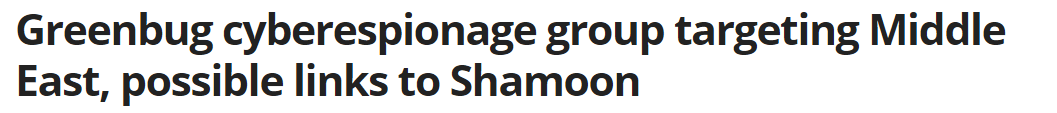 Greenbug cyberespionage group targeting Middle
East, possible links to Shamoon